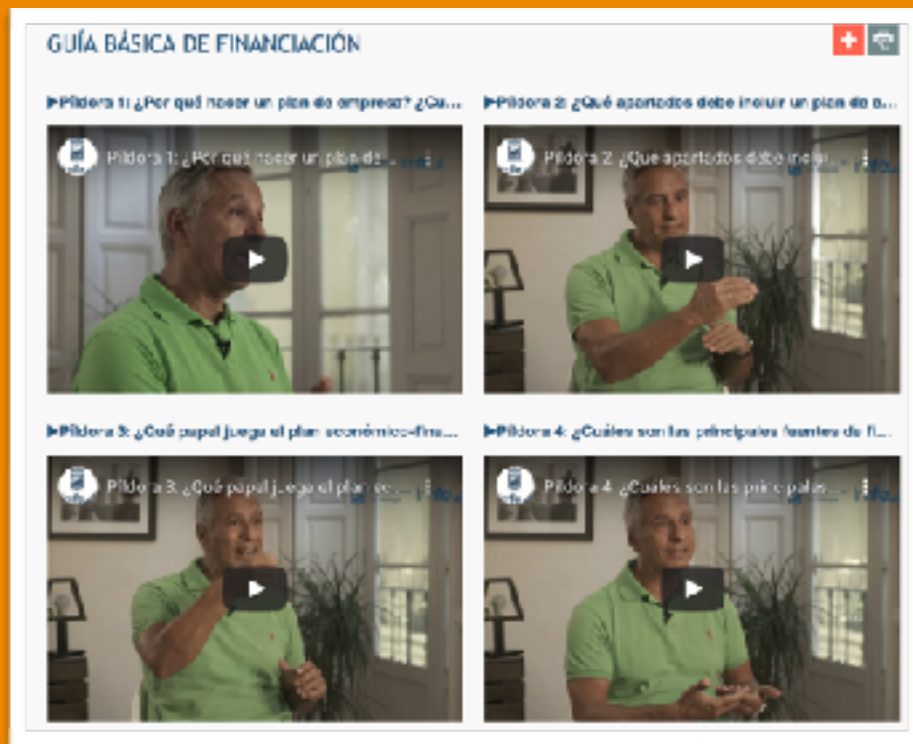 GUÍA BÁSICA DE FINANCIACIÓN
▶Píldora 1: ¿Por qué hacer un plan de empresa? ¿Cu...
▶Píldora 2: ¿Qué apartados debe incluir un plan de e...
Píldora 1: ¿Por qué hacer un plan de ...
Píldora 2: ¿Qué apartados debe inclui...
▶Píldora 3: ¿Qué papel juega el plan económico-fina...
▶Píldora 4: ¿Cuáles son las principales fuentes de fi...
Píldora 3: ¿Qué papel juega el plan ec...
Píldora 4: ¿Cuáles son las principales...